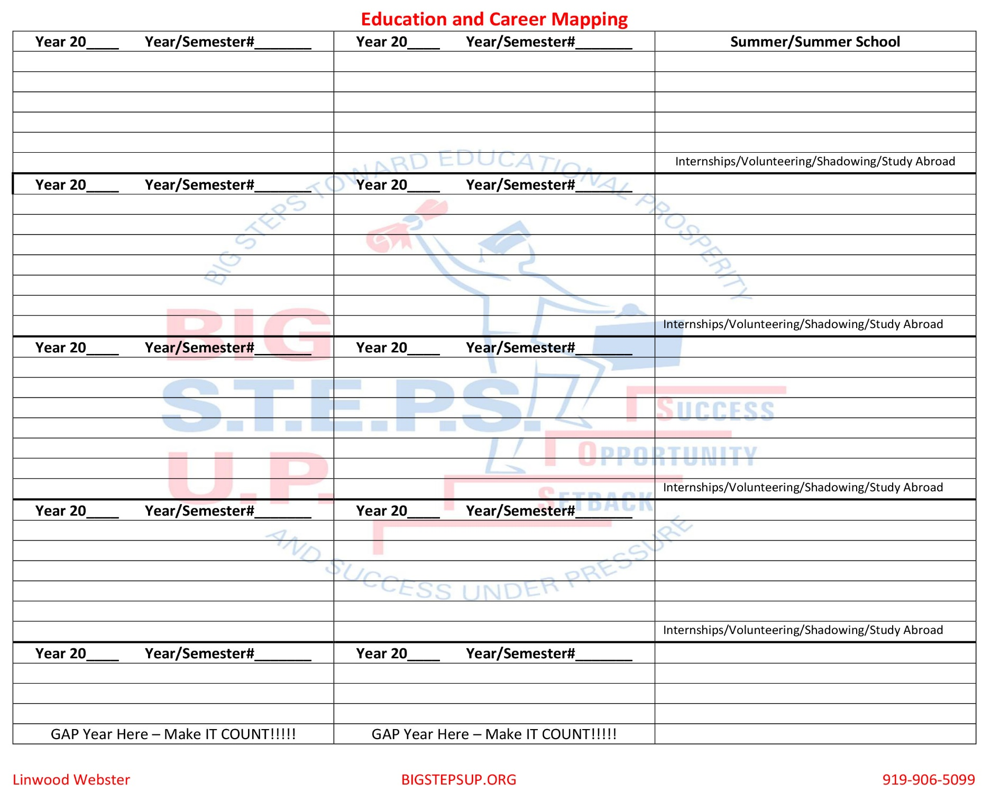 Education and Career Mapping
Year 20____ Year/Semester#_______ Year 20____ Year/Semester#_______ Summer/Summer School
Internships/Volunteering/Shadowing/Study Abroad
Year 20____ Year/Semester#_______ Year 20____ Year/Semester#_______
Internships/Volunteering/Shadowing/Study Abroad
Year 20____ Year/Semester#_______ Year 20____ Year/Semester#_______
Internships/Volunteering/Shadowing/Study Abroad
Year 20____ Year/Semester#_______ Year 20____ Year/Semester#_______
Internships/Volunteering/Shadowing/Study Abroad
Year 20____ Year/Semester#_______ Year 20____ Year/Semester#_______
GAP Year Here – Make IT COUNT!!!!! GAP Year Here – Make IT COUNT!!!!!
BIG STEPS TOWARD EDUCATIONAL PROSPERITY
BIG
S.T.E.P.S.
U.P.
SUCCESS
OPPORTUNITY
SETBACK
AND SUCCESS UNDER PRESSURE
Linwood Webster BIGSTEPSUP.ORG 919-906-5099